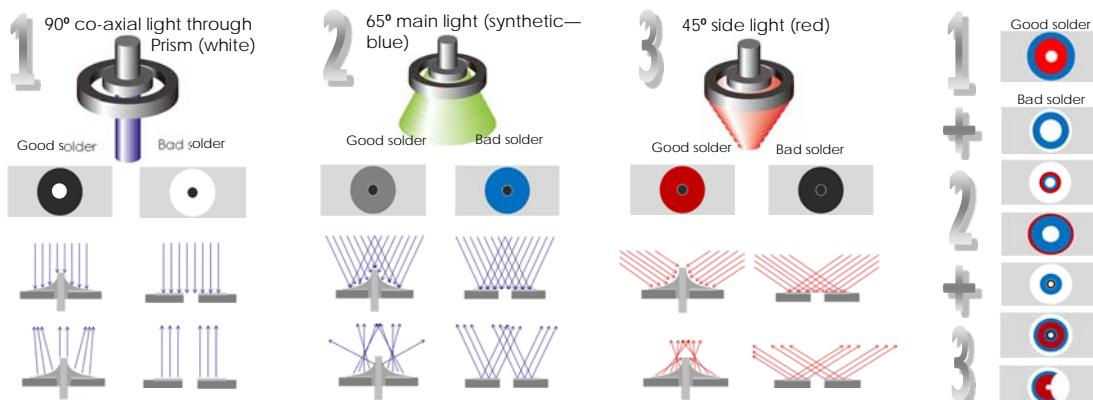 1
90º co-axial light through
Prism (white)
Good solder
Bad solder
2
65º main light (synthetic—
blue)
Good solder
Bad solder
3
45º side light (red)
Good solder
Bad solder
1
+
2
+
3
Good solder
Bad solder